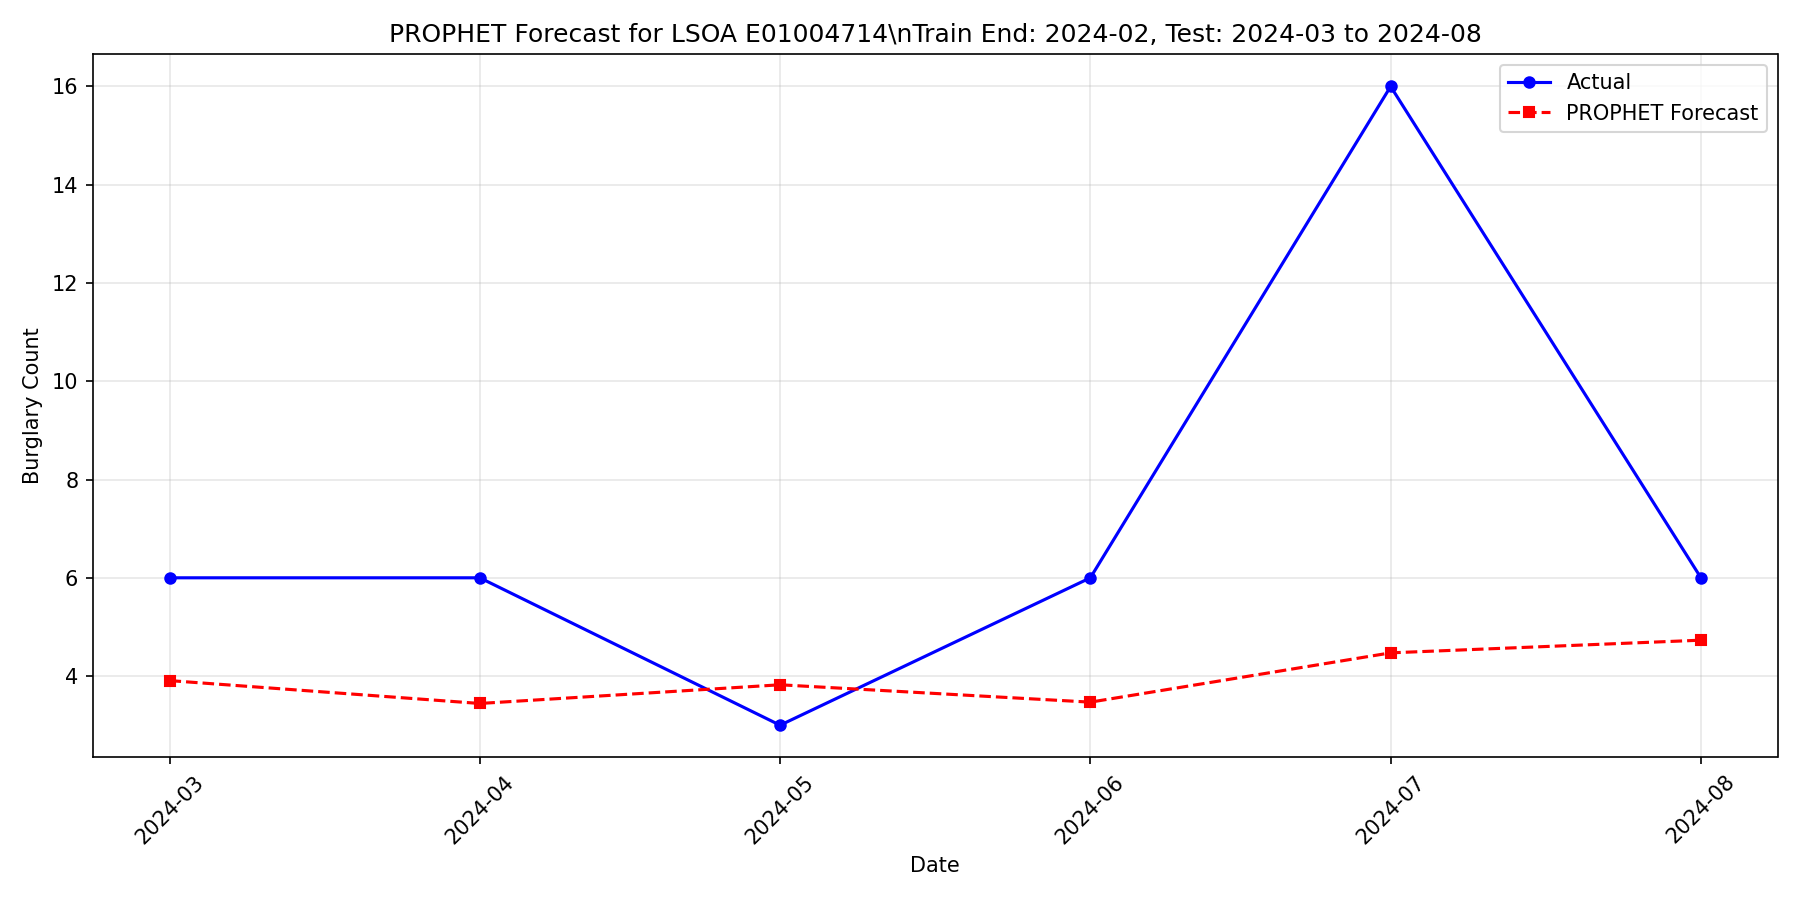 PROPHET Forecast for LSOA E01004714\nTrain End: 2024-02, Test: 2024-03 to 2024-08
Actual
PROPHET Forecast
Burglary Count
16
14
12
10
8
6
4
2024-03
2024-04
2024-05
2024-06
2024-07
2024-08
Date